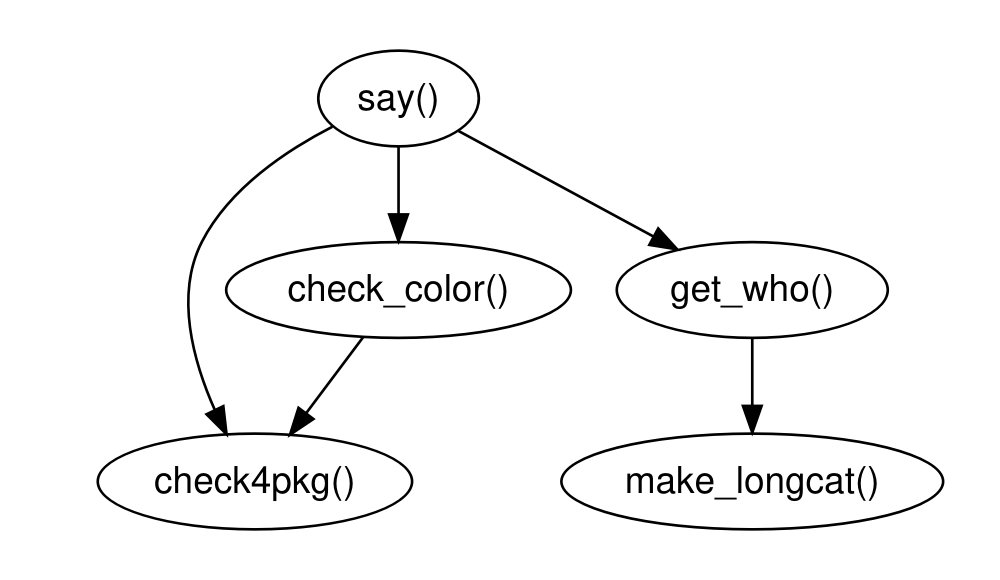 say()
check_color()
get_who()
check4pkg()
make_longcat()